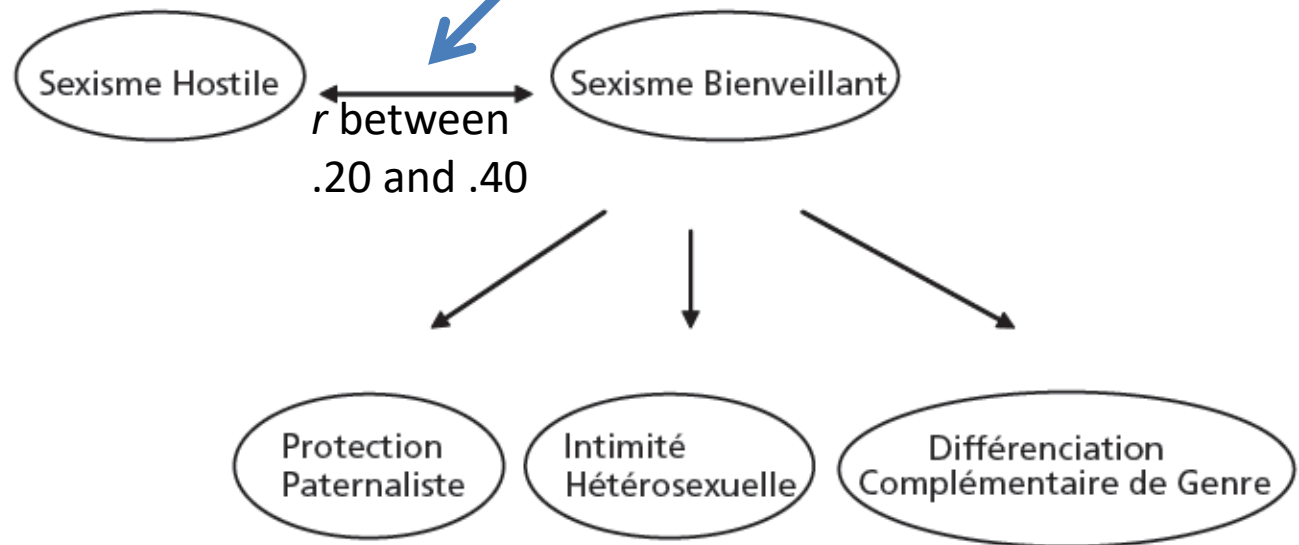 Sexisme Hostile
r between
.20 and .40
Sexisme Bienveillant
Protection
Paternaliste
Intimité
Hétérosexuelle
Différenciation
Complémentaire de Genre